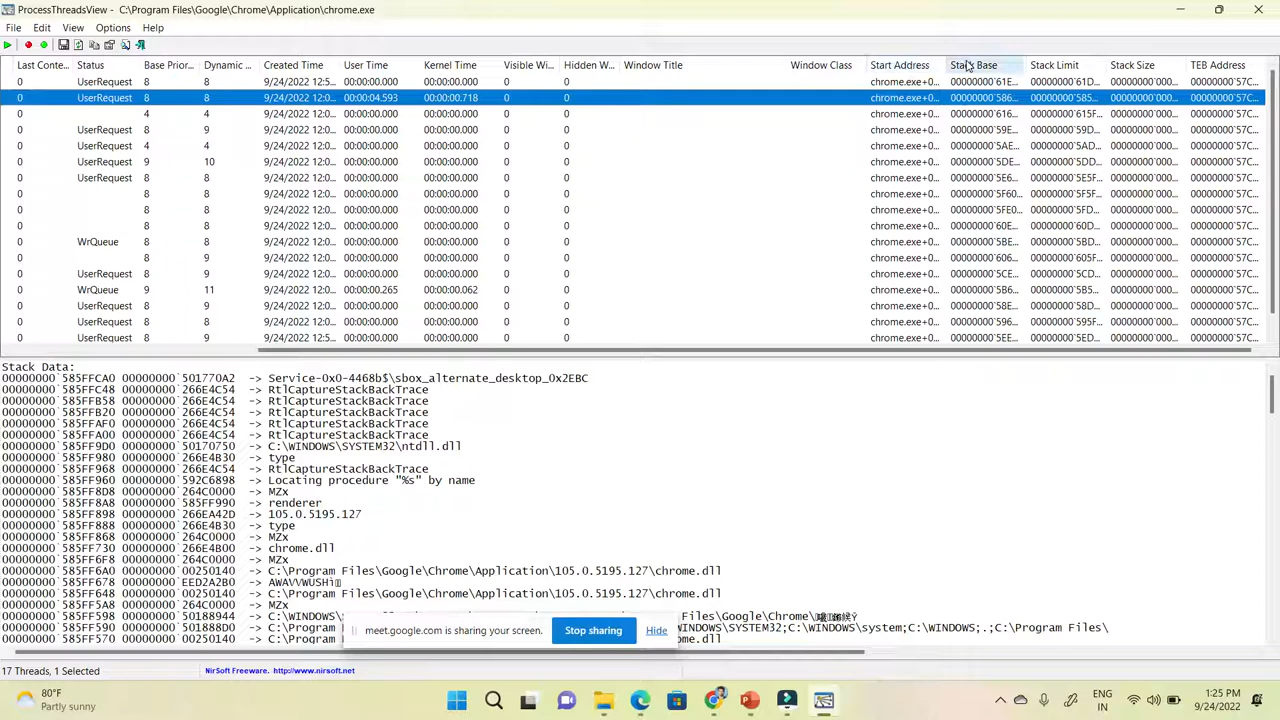 ProcessThreadsView - C:\Program Files\Google\Chrome\Application\chrome.exe
File Edit View Options Help
Last Conte... Status Base Prior... Dynamic ... Created Time User Time Kernel Time Visible Wi... Hidden W... Window Title Window Class Start Address Stack Base Stack Limit Stack Size TEB Address
0 UserRequest 8 8 9/24/2022 12:5... 00:00:00.000 00:00:00.000 0 0 chrome.exe+0... 00000000`61E... 00000000`61D... 00000000`000... 00000000`57C...
0 UserRequest 8 8 9/24/2022 12:0... 00:00:04.593 00:00:00.718 0 0 chrome.exe+0... 00000000`586... 00000000`585... 00000000`000... 00000000`57C...
0 4 4 9/24/2022 12:0... 00:00:00.000 00:00:00.000 0 0 chrome.exe+0... 00000000`616... 00000000`615F... 00000000`000... 00000000`57C...
0 UserRequest 8 9 9/24/2022 12:0... 00:00:00.000 00:00:00.000 0 0 chrome.exe+0... 00000000`59E... 00000000`59D... 00000000`000... 00000000`57C...
0 UserRequest 4 4 9/24/2022 12:0... 00:00:00.000 00:00:00.000 0 0 chrome.exe+0... 00000000`5AE... 00000000`5AD... 00000000`000... 00000000`57C...
0 UserRequest 9 10 9/24/2022 12:0... 00:00:00.000 00:00:00.000 0 0 chrome.exe+0... 00000000`5DE... 00000000`5DD... 00000000`000... 00000000`57C...
0 UserRequest 8 9 9/24/2022 12:0... 00:00:00.000 00:00:00.000 0 0 chrome.exe+0... 00000000`5E6... 00000000`5E5F... 00000000`000... 00000000`57C...
0 8 8 9/24/2022 12:0... 00:00:00.000 00:00:00.000 0 0 chrome.exe+0... 00000000`5F60... 00000000`5F5F... 00000000`000... 00000000`57C...
0 8 8 9/24/2022 12:0... 00:00:00.000 00:00:00.000 0 0 chrome.exe+0... 00000000`5FE0... 00000000`5FD... 00000000`000... 00000000`57C...
0 8 8 9/24/2022 12:0... 00:00:00.000 00:00:00.000 0 0 chrome.exe+0... 00000000`60E... 00000000`60D... 00000000`000... 00000000`57C...
0 WrQueue 8 8 9/24/2022 12:0... 00:00:00.000 00:00:00.000 0 0 chrome.exe+0... 00000000`5BE... 00000000`5BD... 00000000`000... 00000000`57C...
0 8 9 9/24/2022 12:0... 00:00:00.000 00:00:00.000 0 0 chrome.exe+0... 00000000`606... 00000000`605F... 00000000`000... 00000000`57C...
0 UserRequest 8 9 9/24/2022 12:0... 00:00:00.000 00:00:00.000 0 0 chrome.exe+0... 00000000`5CE... 00000000`5CD... 00000000`000... 00000000`57C...
0 WrQueue 9 11 9/24/2022 12:0... 00:00:00.265 00:00:00.062 0 0 chrome.exe+0... 00000000`5B6... 00000000`5B5... 00000000`000... 00000000`57C...
0 UserRequest 8 9 9/24/2022 12:0... 00:00:00.000 00:00:00.000 0 0 chrome.exe+0... 00000000`58E... 00000000`58D... 00000000`000... 00000000`57C...
0 UserRequest 8 8 9/24/2022 12:0... 00:00:00.000 00:00:00.000 0 0 chrome.exe+0... 00000000`596... 00000000`595F... 00000000`000... 00000000`57C...
0 UserRequest 8 9 9/24/2022 12:5... 00:00:00.000 00:00:00.000 0 0 chrome.exe+0... 00000000`5EE... 00000000`5ED... 00000000`000... 00000000`57C...
Stack Data:
00000000`585FFCA0 00000000`501770A2 -> Service-0x0-4468b$\sbox_alternate_desktop_0x2EBC
00000000`585FFC48 00000000`266E4C54 -> RtlCaptureStackBackTrace
00000000`585FFB58 00000000`266E4C54 -> RtlCaptureStackBackTrace
00000000`585FFB20 00000000`266E4C54 -> RtlCaptureStackBackTrace
00000000`585FFAF0 00000000`266E4C54 -> RtlCaptureStackBackTrace
00000000`585FFA00 00000000`266E4C54 -> RtlCaptureStackBackTrace
00000000`585FF9D0 00000000`50170750 -> C:\WINDOWS\SYSTEM32\ntdll.dll
00000000`585FF980 00000000`266E4B30 -> type
00000000`585FF968 00000000`266E4C54 -> RtlCaptureStackBackTrace
00000000`585FF960 00000000`592C6898 -> Locating procedure "%s" by name
00000000`585FF8D8 00000000`264C0000 -> MZx
00000000`585FF8A8 00000000`585FF990 -> renderer
00000000`585FF898 00000000`266EA42D -> 105.0.5195.127
00000000`585FF888 00000000`266E4B30 -> type
00000000`585FF868 00000000`264C0000 -> MZx
00000000`585FF730 00000000`266E4B00 -> chrome.dll
00000000`585FF6F8 00000000`264C0000 -> MZx
00000000`585FF6A0 00000000`00250140 -> C:\Program Files\Google\Chrome\Application\105.0.5195.127\chrome.dll
00000000`585FF678 00000000`EED2A2B0 -> AWAVVWUSHì
00000000`585FF648 00000000`00250140 -> C:\Program Files\Google\Chrome\Application\105.0.5195.127\chrome.dll
00000000`585FF5A8 00000000`264C0000 -> MZx
00000000`585FF598 00000000`50188944 -> C:\WINDOWS\ Files\Google\Chrome\
00000000`585FF590 00000000`501888D0 -> C:\Program WINDOWS\SYSTEM32;C:\WINDOWS\system;C:\WINDOWS;.;C:\Program Files\
00000000`585FF570 00000000`00250140 -> C:\Program ome.dll
meet.google.com is sharing your screen. Stop sharing Hide
17 Threads, 1 Selected NirSoft Freeware. http://www.nirsoft.net
80°F
Partly sunny
ENG
IN
1:25 PM
9/24/2022